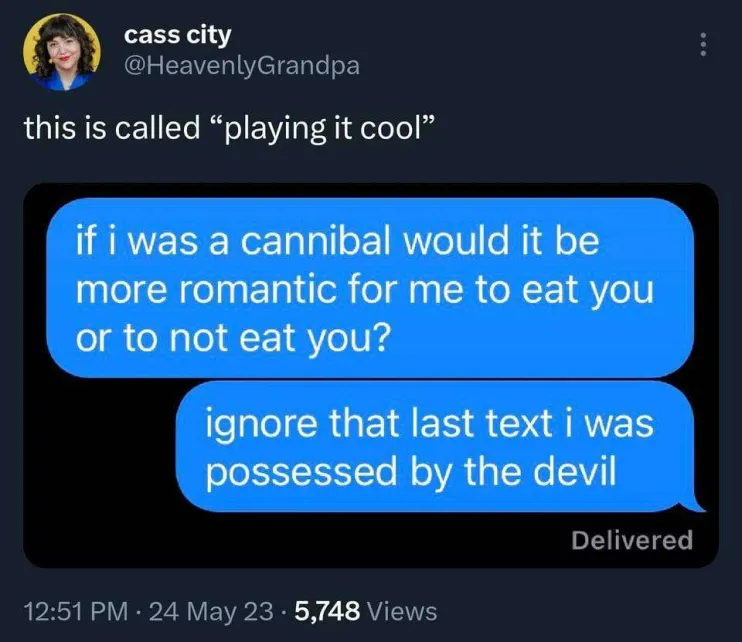 cass city
@HeavenlyGrandpa
this is called “playing it cool”
if i was a cannibal would it be
more romantic for me to eat you
or to not eat you?
ignore that last text i was
possessed by the devil
Delivered
12:51 PM · 24 May 23 · 5,748 Views